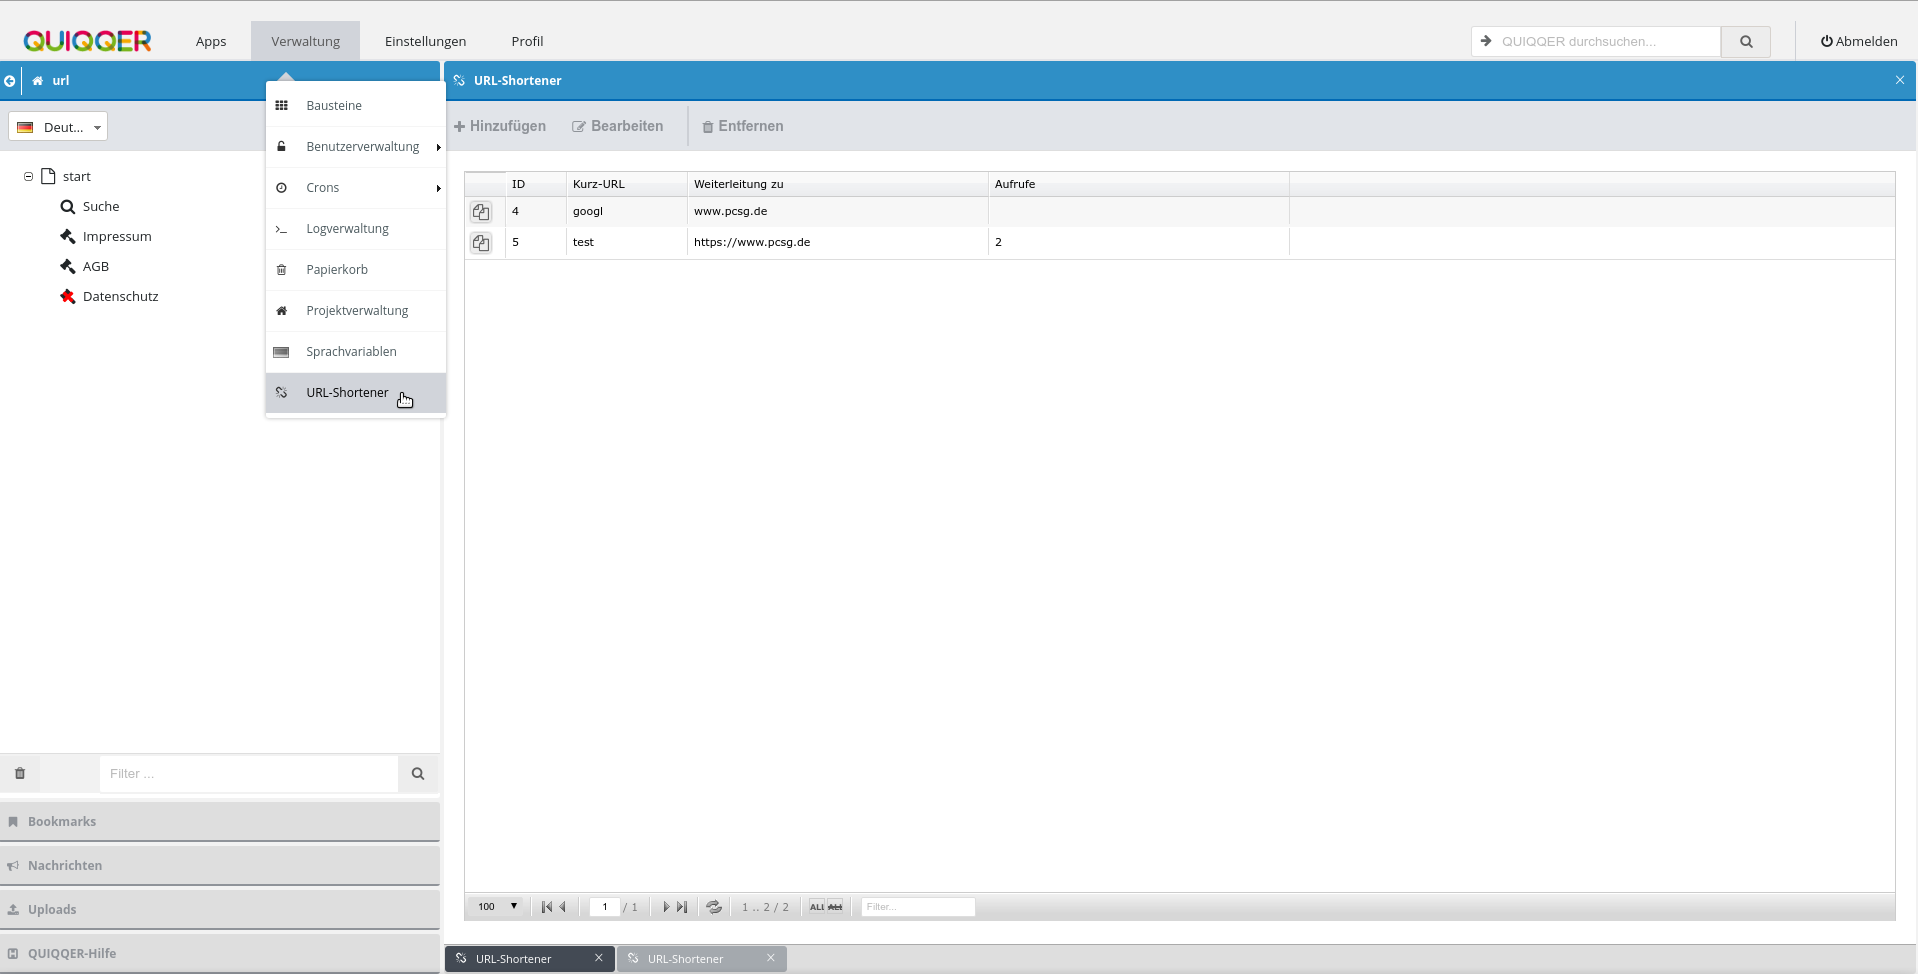 QUIQQER Apps Verwaltung Einstellungen Profil QUIQQER durchsuchen... Abmelden
url
URL-Shortener
Deut...
Hinzufügen Bearbeiten Entfernen
start
Suche
Impressum
AGB
Datenschutz
Bausteine
Benutzerverwaltung
Crons
Logverwaltung
Papierkorb
Projektverwaltung
Sprachvariablen
URL-Shortener
ID Kurz-URL Weiterleitung zu Aufrufe
4 googl www.pcsg.de
5 test https://www.pcsg.de 2
Filter ...
Bookmarks
Nachrichten
Uploads
QUIQQER-Hilfe
100 1 / 1 1 .. 2 / 2 ALL ALL Filter...
URL-Shortener URL-Shortener